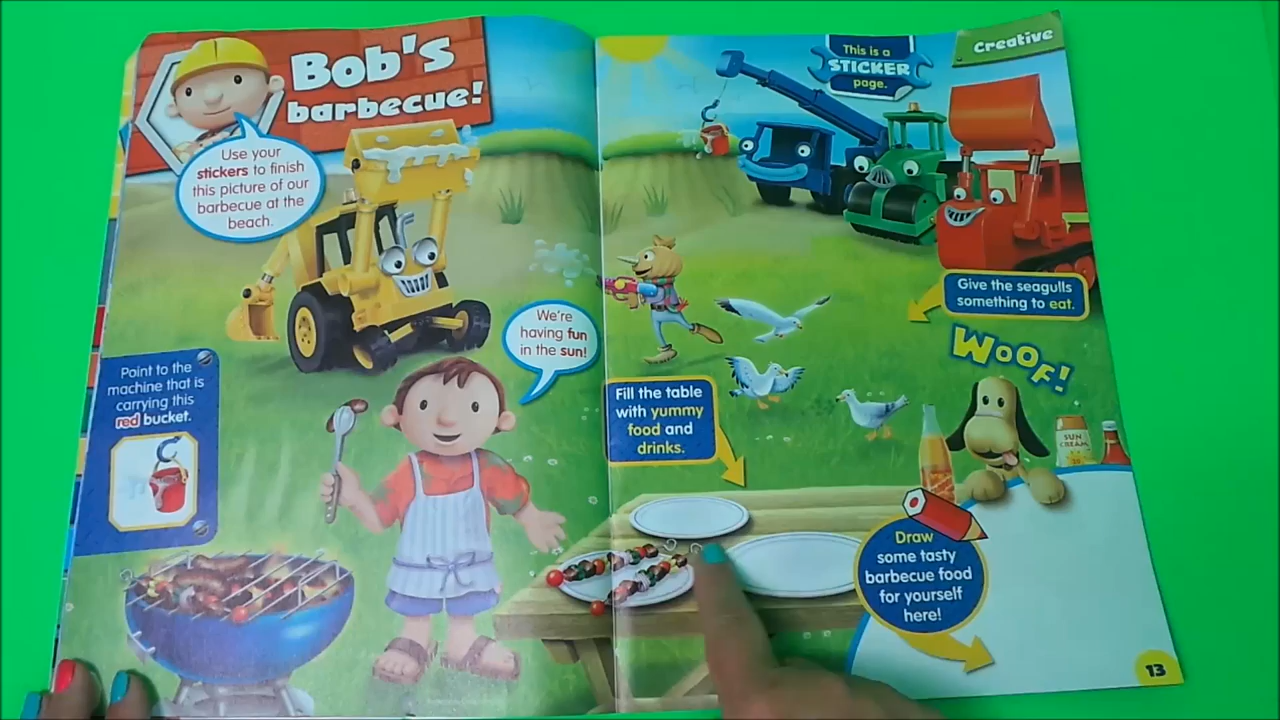 Bob's
barbecue!
Use your
stickers to finish
this picture of our
barbecue at the
beach.
Point to the
machine that is
carrying this
red bucket.
We're
having fun
in the sun!
This is a
STICKER
page.
Creative
Give the seagulls
something to eat.
WOOF!
Fill the table
with yummy
food and
drinks.
SUN
CREAM
Draw
some tasty
barbecue food
for yourself
here!
13